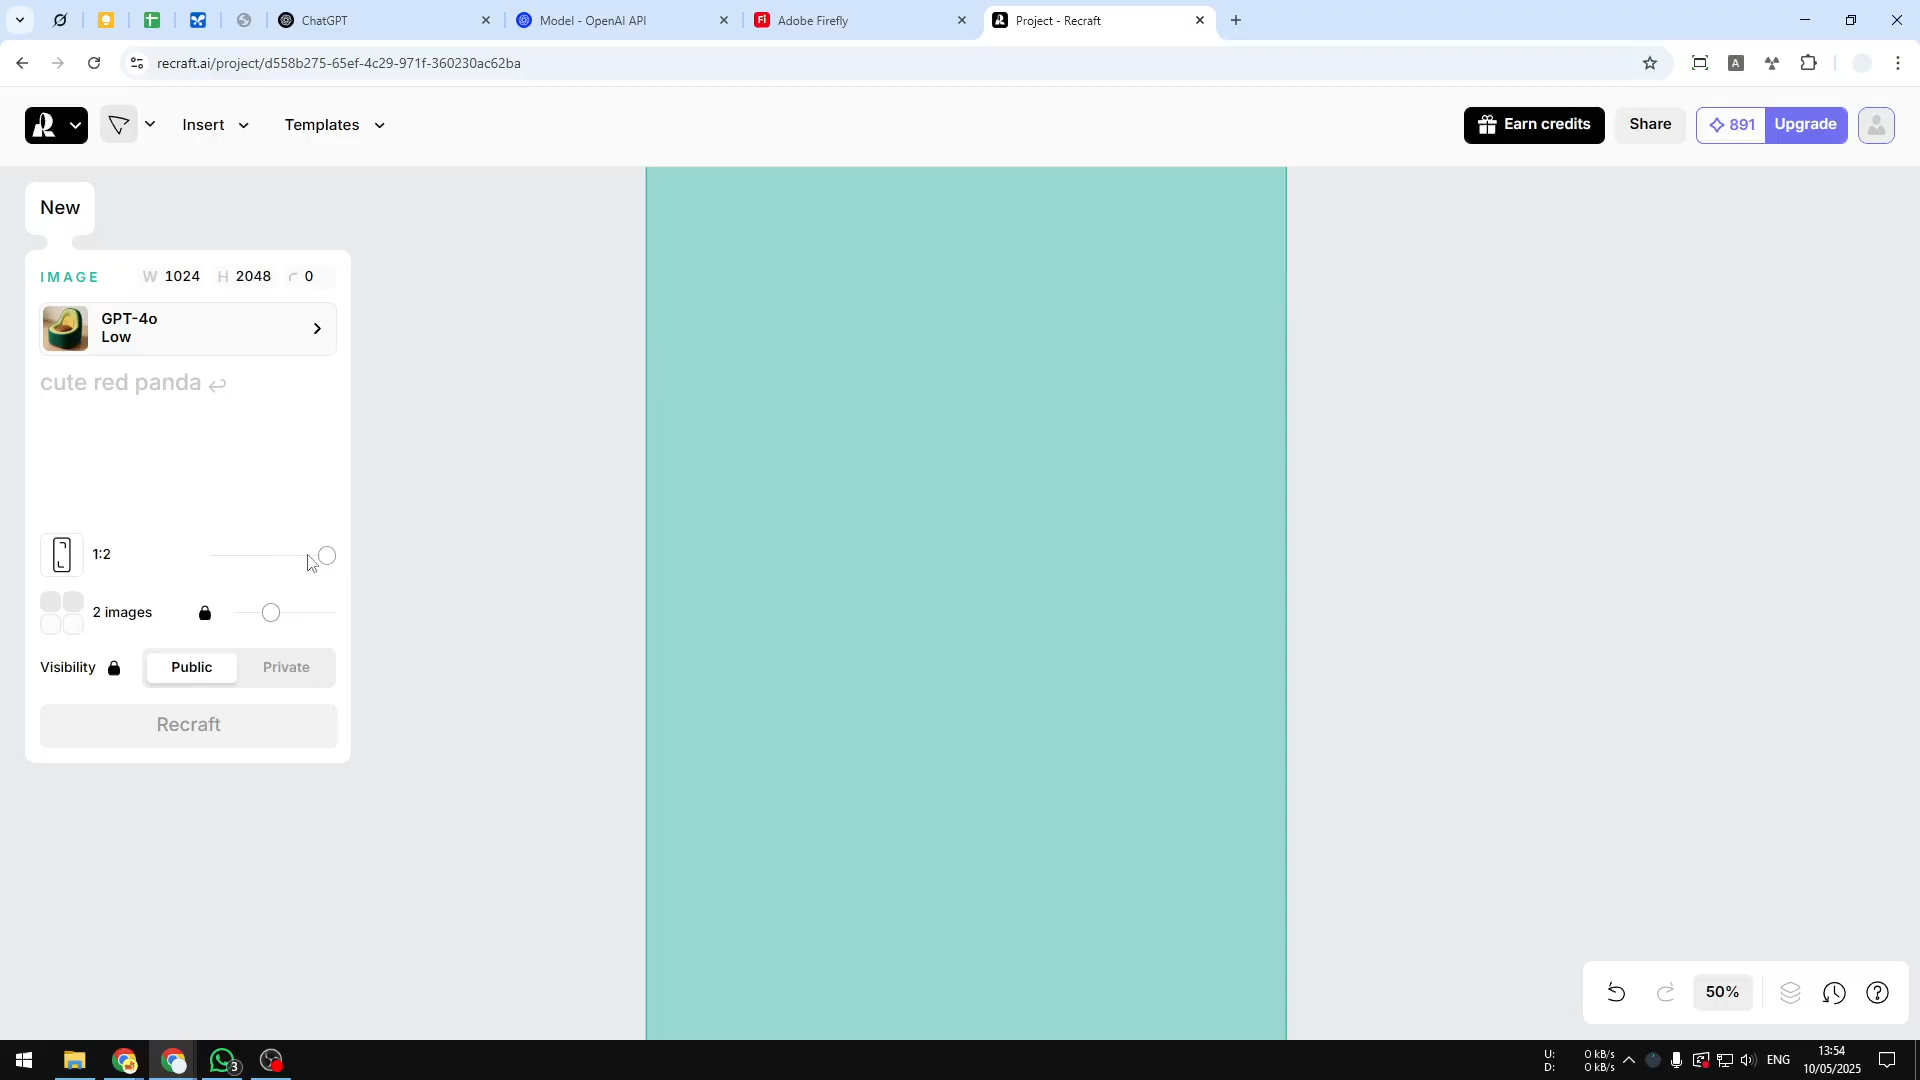 ChatGPT
Model - OpenAI API
Adobe Firefly
Project - Recraft
recraft.ai/project/d558b275-65ef-4c29-971f-360230ac62ba
Insert
Templates
Earn credits
Share
891
Upgrade
New
IMAGE
W 1024
H 2048
0
GPT-4o
Low
cute red panda
1:2
2 images
Visibility
Public
Private
Recraft
50%
U: 0 kB/s
D: 0 kB/s
ENG
13:54
10/05/2025
3